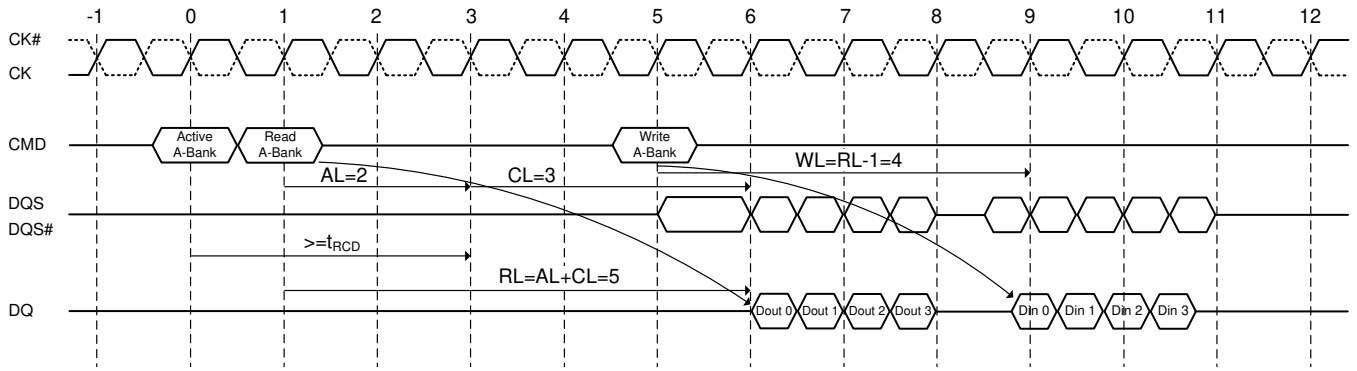 -1 0 1 2 3 4 5 6 7 8 9 10 11 12
CK#
CK
CMD
Active
A-Bank
Read
A-Bank
Write
A-Bank
WL=RL-1=4
AL=2
CL=3
DQS
DQS#
>=tRCD
RL=AL+CL=5
DQ
Dout 0 Dout 1 Dout 2 Dout 3
Din 0 Din 1 Din 2 Din 3